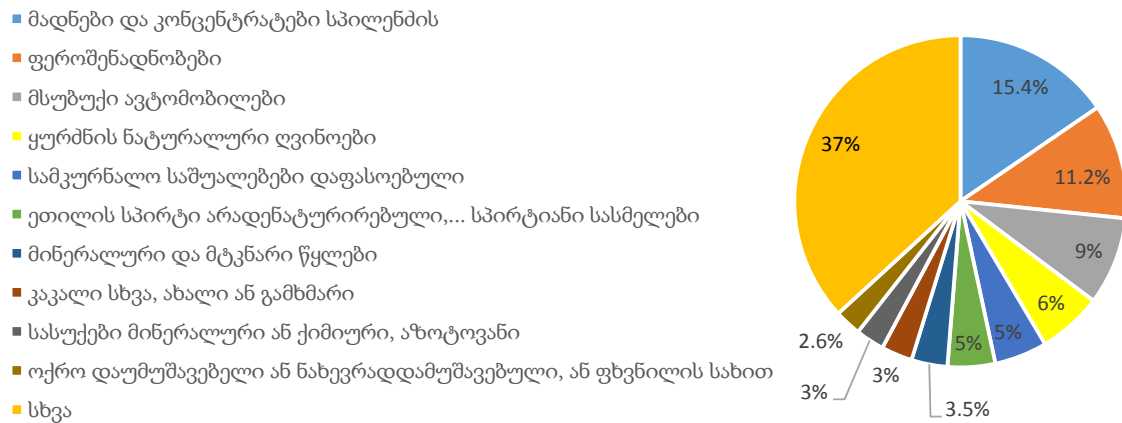 მადნები და კონცენტრატები სპილენძის
ფეროშენადნობები
მსუბუქი ავტომობილები
ყურძნის ნატურალური ღვინოები
სამკურნალო საშუალებები დაფასოებული
ეთილის სპირტი არადენატურირებული,... სპირტიანი სასმელები
მინერალური და მტკნარი წყლები
კაკალი სხვა, ახალი ან გამხმარი
სასუქები მინერალური ან ქიმიური, აზოტოვანი
ოქრო დაუმუშავებელი ან ნახევრადდამუშავებული, ან ფხვნილის სახით
სხვა
15.4%
11.2%
9%
6%
5%
5%
3.5%
3%
3%
2.6%
37%